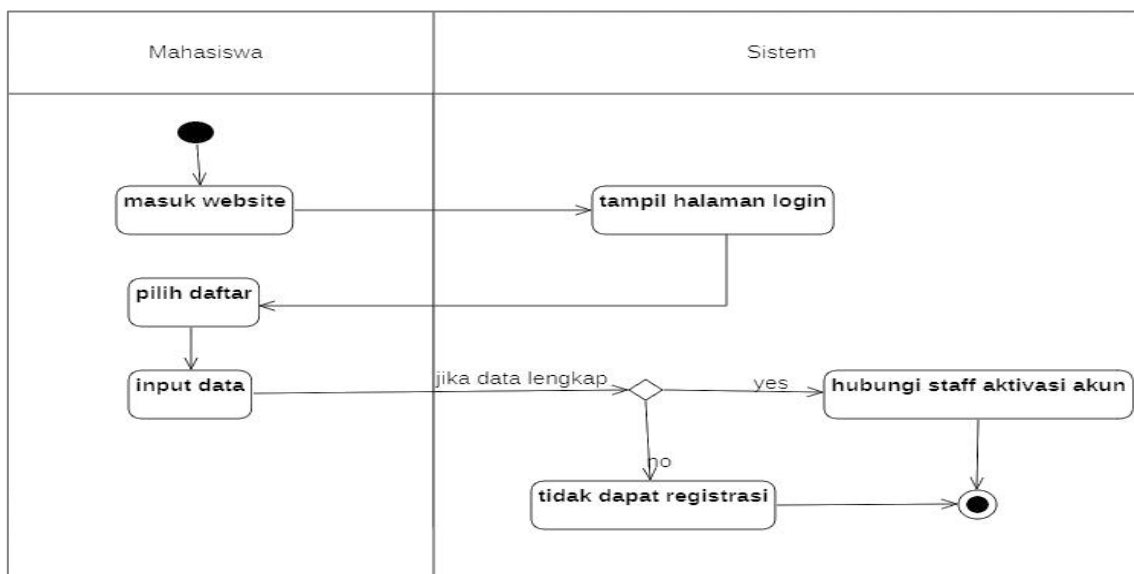 Mahasiswa
Sistem
masuk website
tampil halaman login
pilih daftar
input data
jika data lengkap
yes
hubungi staff aktivasi akun
no
tidak dapat registrasi